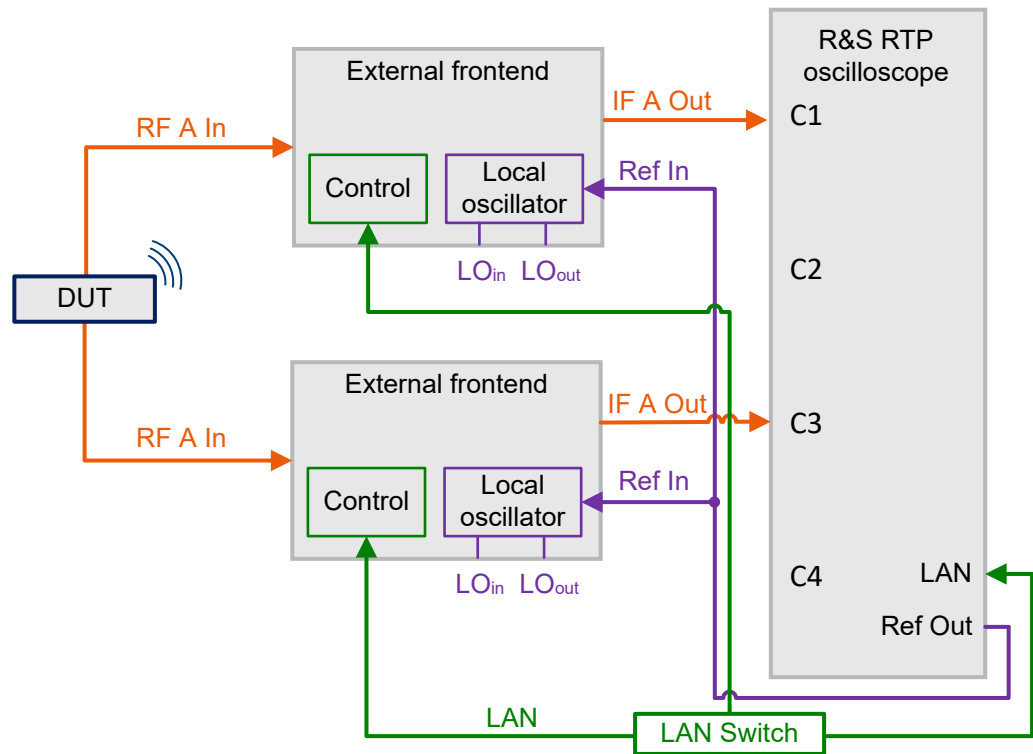 R&S RTP
oscilloscope
External frontend
IF A Out
C1
RF A In
Control
Local
oscillator
Ref In
LOin
LOout
C2
DUT
External frontend
IF A Out
C3
RF A In
Control
Local
oscillator
Ref In
LOin
LOout
C4
LAN
Ref Out
LAN
LAN Switch